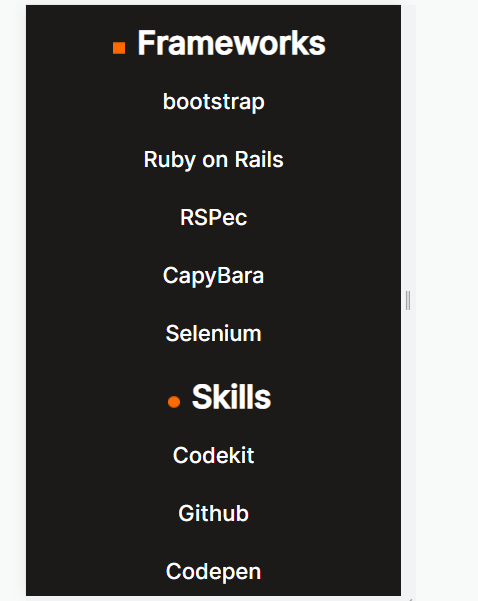 Frameworks
bootstrap
Ruby on Rails
RSPec
CapyBara
Selenium
Skills
Codekit
Github
Codepen